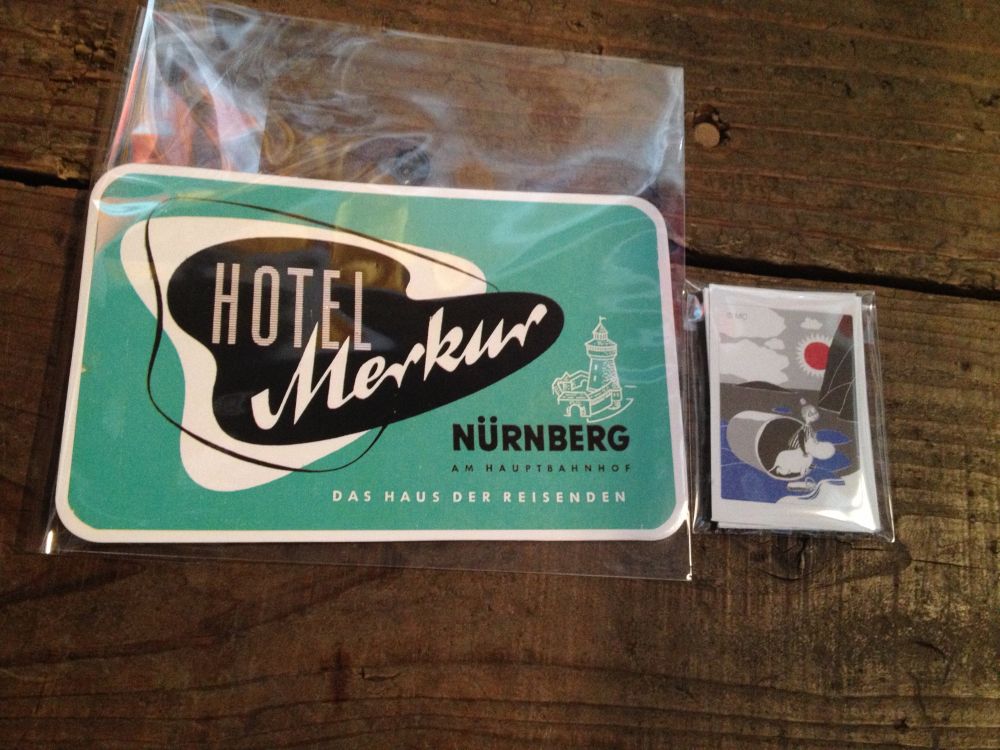 HOTEL
Merkur
NÜRNBERG
AM HAUPTBAHNHOF
DAS HAUS DER REISENDEN